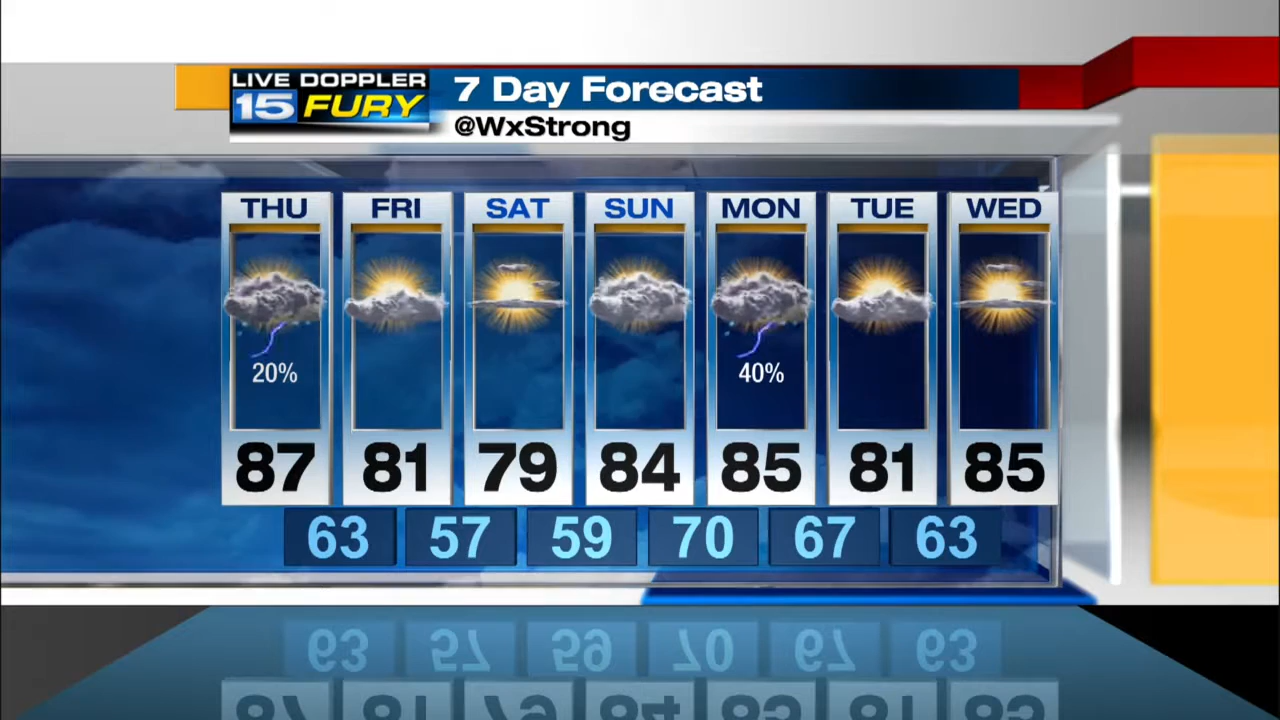 LIVE DOPPLER
15 FURY
7 Day Forecast
@WxStrong
THU FRI SAT SUN MON TUE WED
20% 40%
87 81 79 84 85 81 85
63 57 59 70 67 63